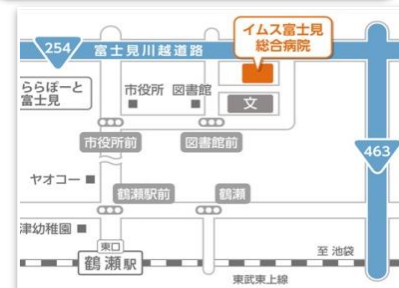 イムス富士見
総合病院
254
富士見川越道路
ららぽーと
富士見
市役所
図書館
文
市役所前
図書館前
463
ヤオコー
鶴瀬駅前
鶴瀬
津幼稚園
東口
至 池袋
鶴瀬駅
東武東上線